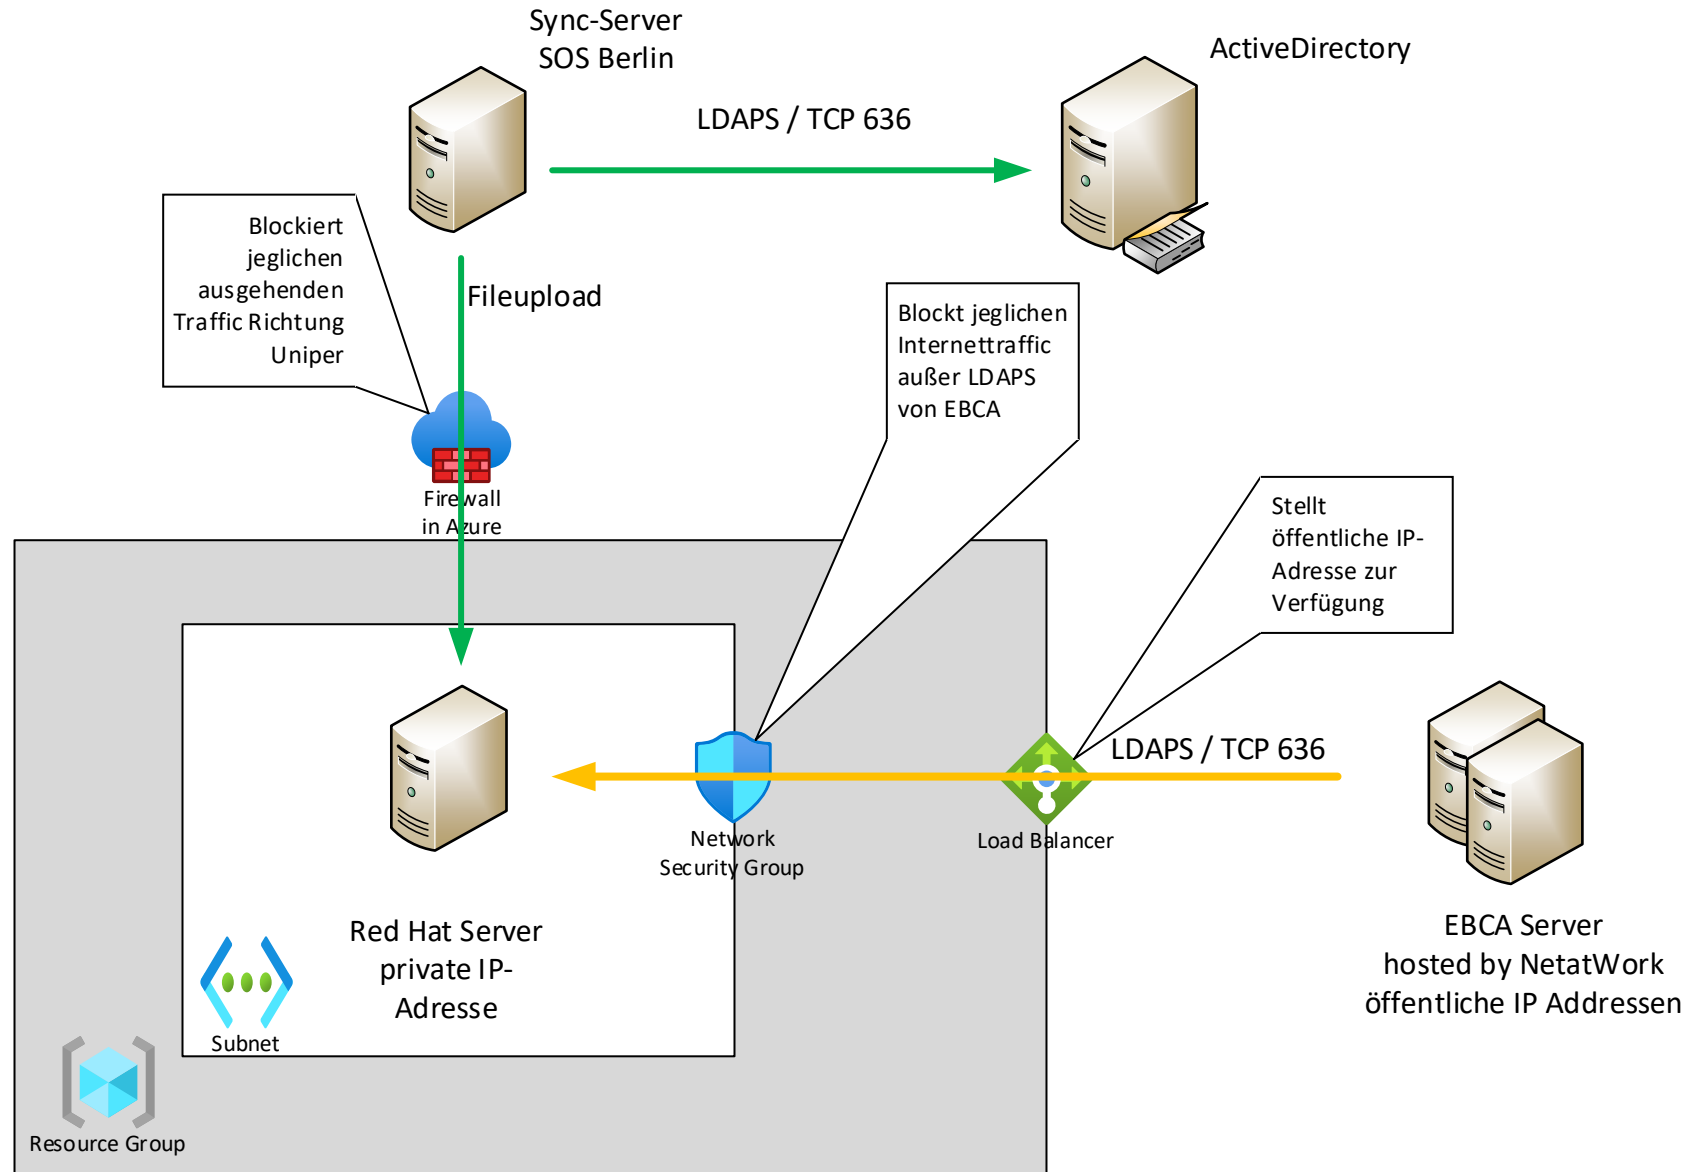 Sync-Server
SOS Berlin
ActiveDirectory
LDAPS / TCP 636
Blockiert
jeglichen
ausgehenden
Traffic Richtung
Uniper
Fileupload
Blockt jeglichen
Internettraffic
außer LDAPS
von EBCA
Firewall
in Azure
Stellt
öffentliche IP-
Adresse zur
Verfügung
LDAPS / TCP 636
Network
Security Group
Load Balancer
Red Hat Server
private IP-
Adresse
EBCA Server
hosted by NetatWork
öffentliche IP Addressen
Subnet
Resource Group